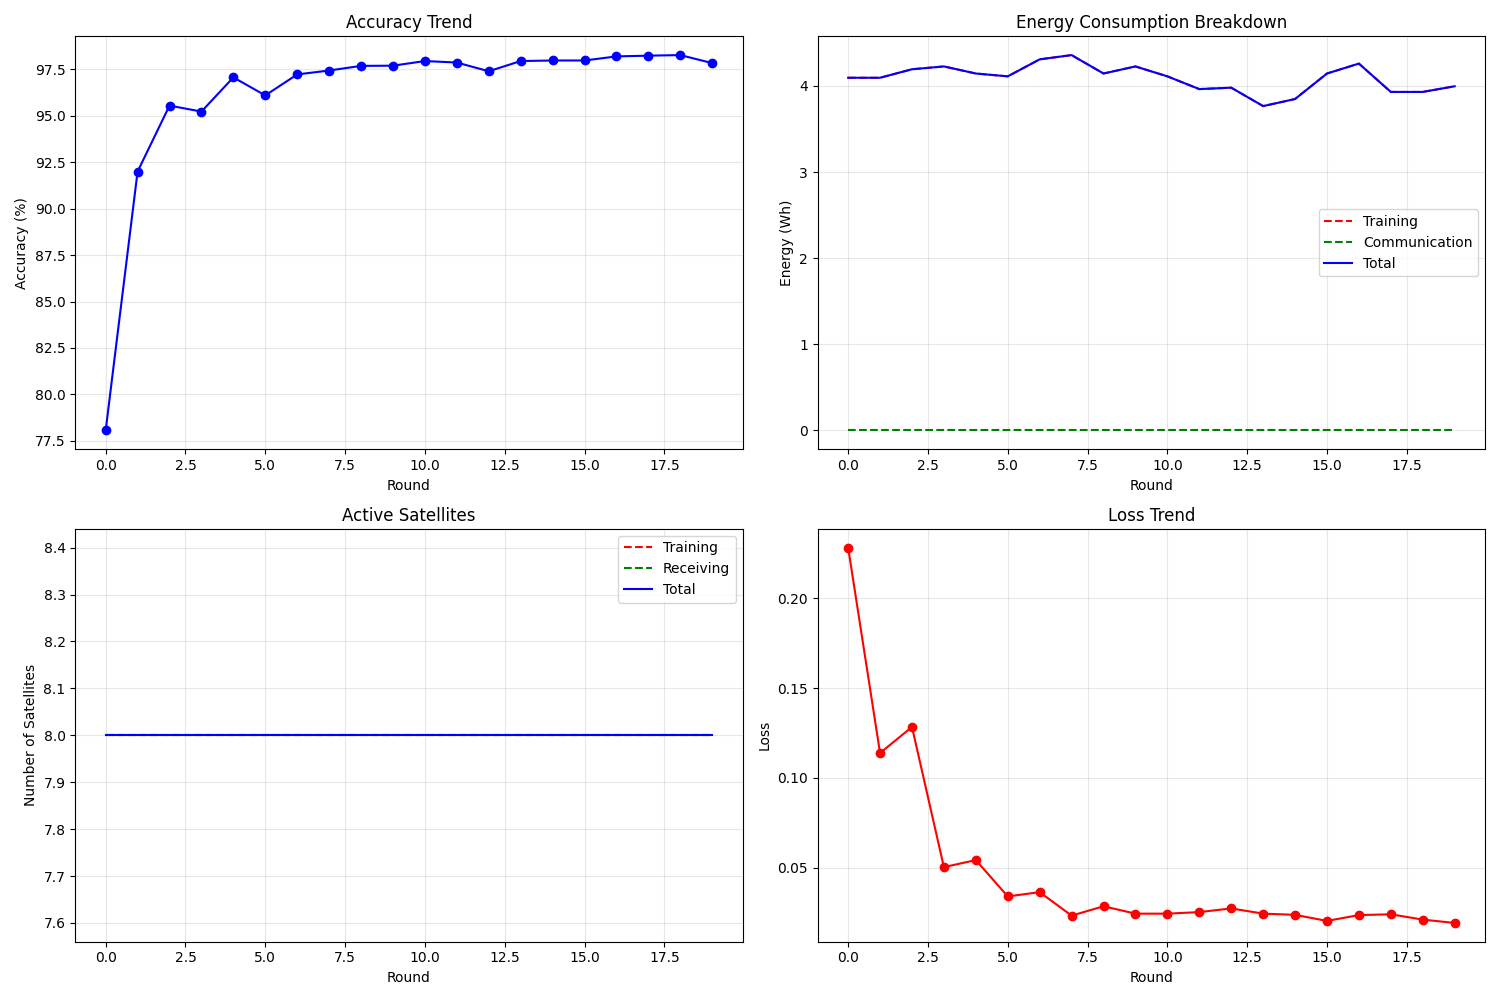 Accuracy Trend
Accuracy (%)
97.5
95.0
92.5
90.0
87.5
85.0
82.5
80.0
77.5
0.0 2.5 5.0 7.5 10.0 12.5 15.0 17.5
Round
Energy Consumption Breakdown
Energy (Wh)
4
3
2
1
0
Training
Communication
Total
0.0 2.5 5.0 7.5 10.0 12.5 15.0 17.5
Round
Active Satellites
Number of Satellites
8.4
8.3
8.2
8.1
8.0
7.9
7.8
7.7
7.6
Training
Receiving
Total
0.0 2.5 5.0 7.5 10.0 12.5 15.0 17.5
Round
Loss Trend
Loss
0.20
0.15
0.10
0.05
0.0 2.5 5.0 7.5 10.0 12.5 15.0 17.5
Round